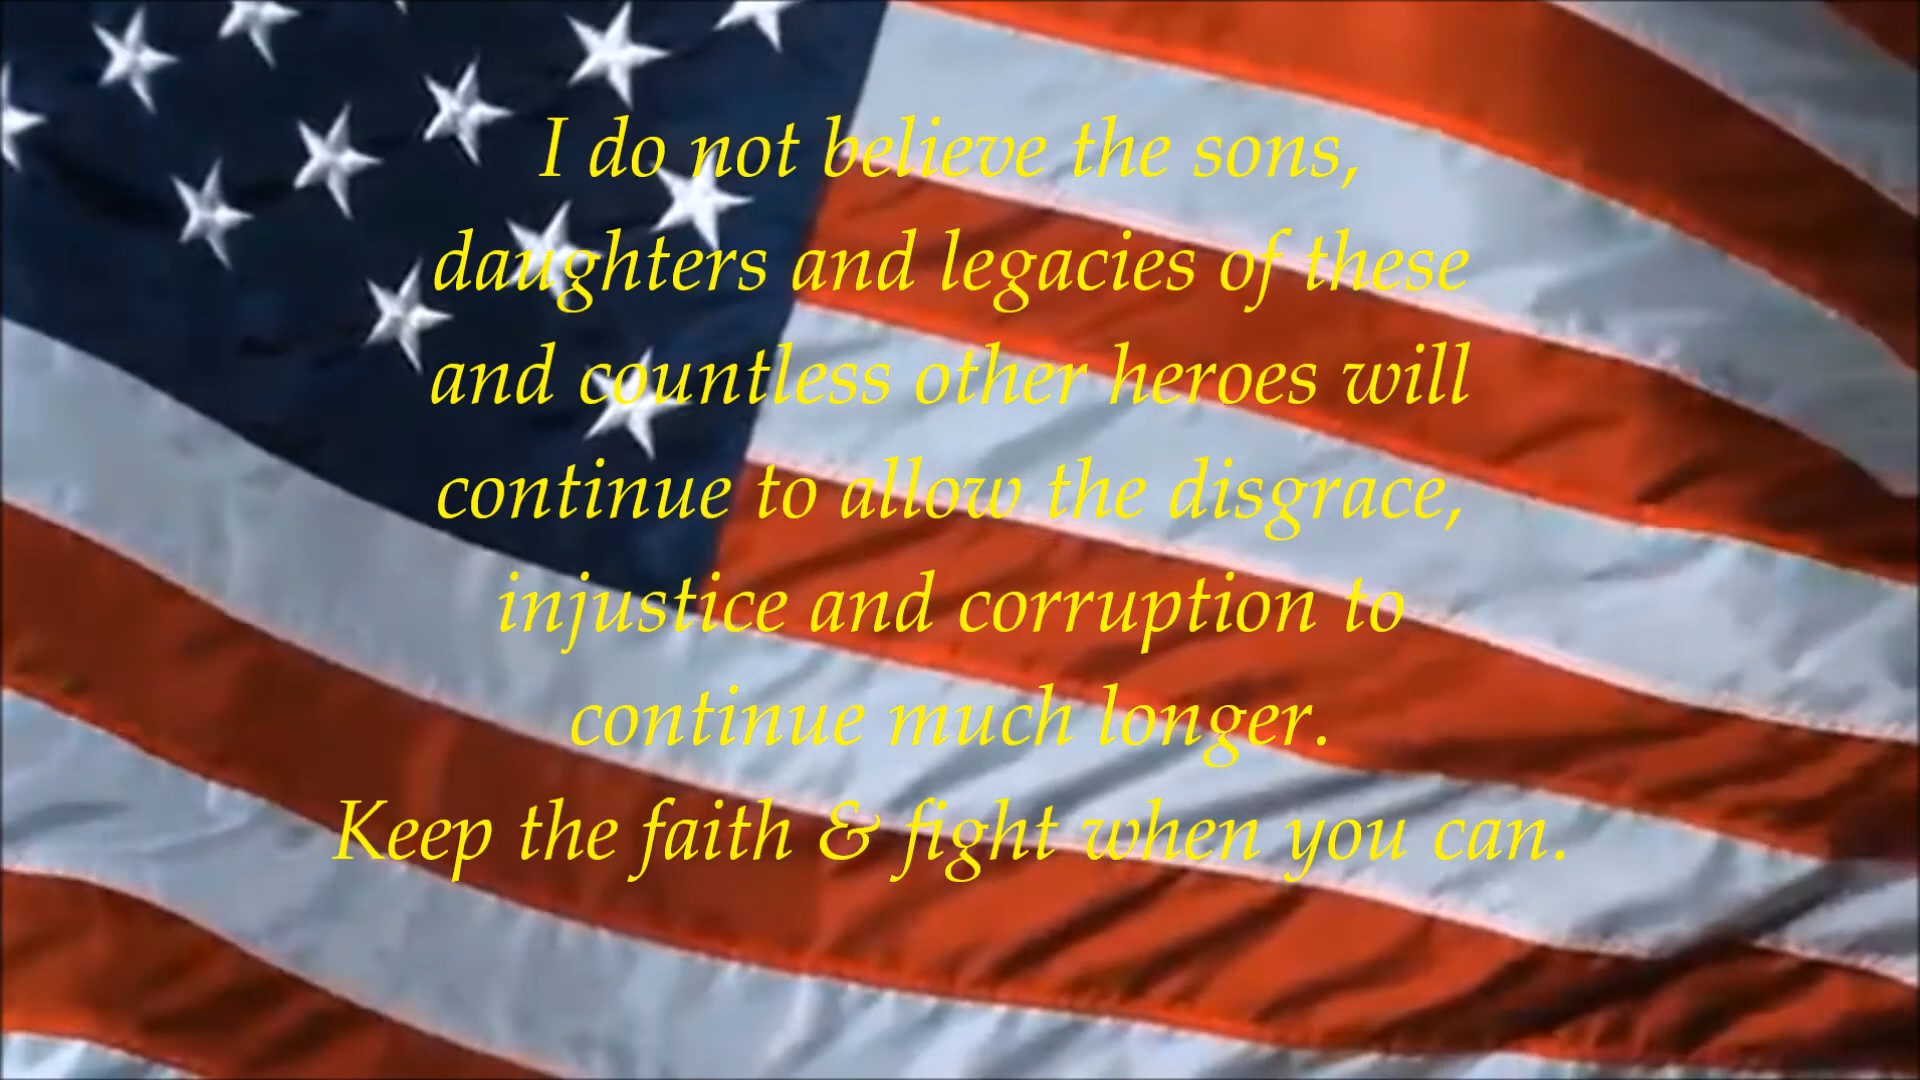 I do not believe the sons,
daughters and legacies of these
and countless other heroes will
continue to allow the disgrace,
injustice and corruption to
continue much longer.
Keep the faith & fight when you can.